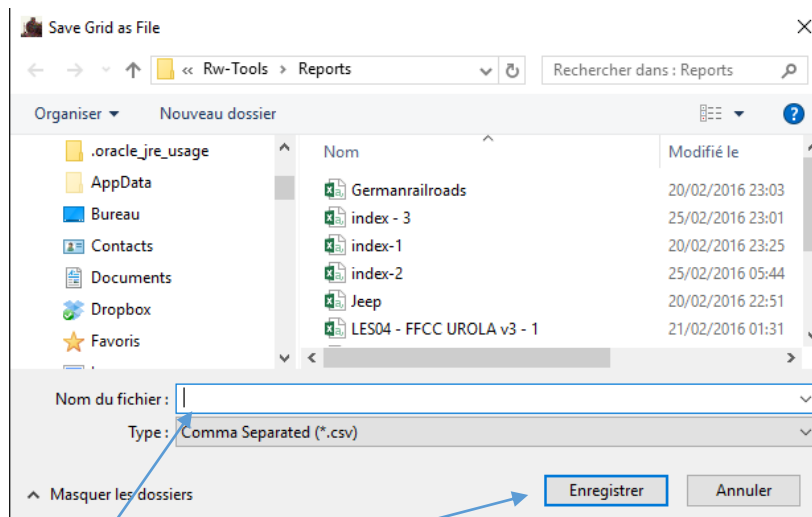 Save Grid as File
« Rw-Tools > Reports
Rechercher dans : Reports
Organiser
Nouveau dossier
.oracle_jre_usage
AppData
Bureau
Contacts
Documents
Dropbox
Favoris
Nom Modifié le
Germanrailroads 20/02/2016 23:03
index - 3 25/02/2016 23:01
index-1 20/02/2016 23:25
index-2 25/02/2016 05:44
Jeep 20/02/2016 22:51
LES04 - FFCC UROLA v3 - 1 21/02/2016 01:31
Nom du fichier :
Type : Comma Separated (*.csv)
Masquer les dossiers
Enregistrer
Annuler